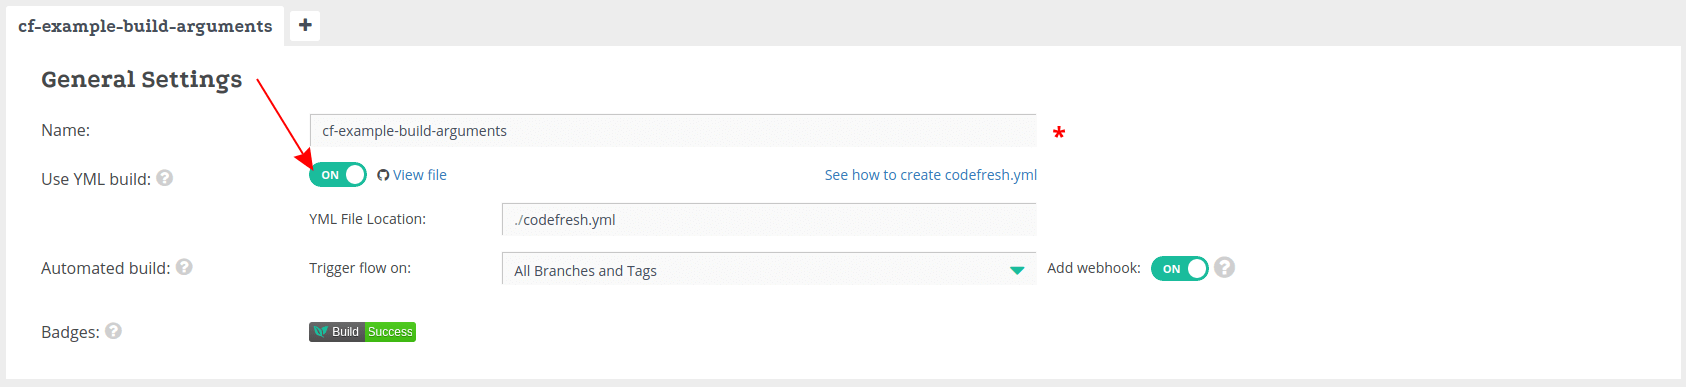 cf-example-build-arguments +
General Settings
Name: cf-example-build-arguments *
Use YML build: ? ON View file See how to create codefresh.yml
YML File Location: ./codefresh.yml
Automated build: ? Trigger flow on: All Branches and Tags Add webhook: ON ?
Badges: ? Build Success